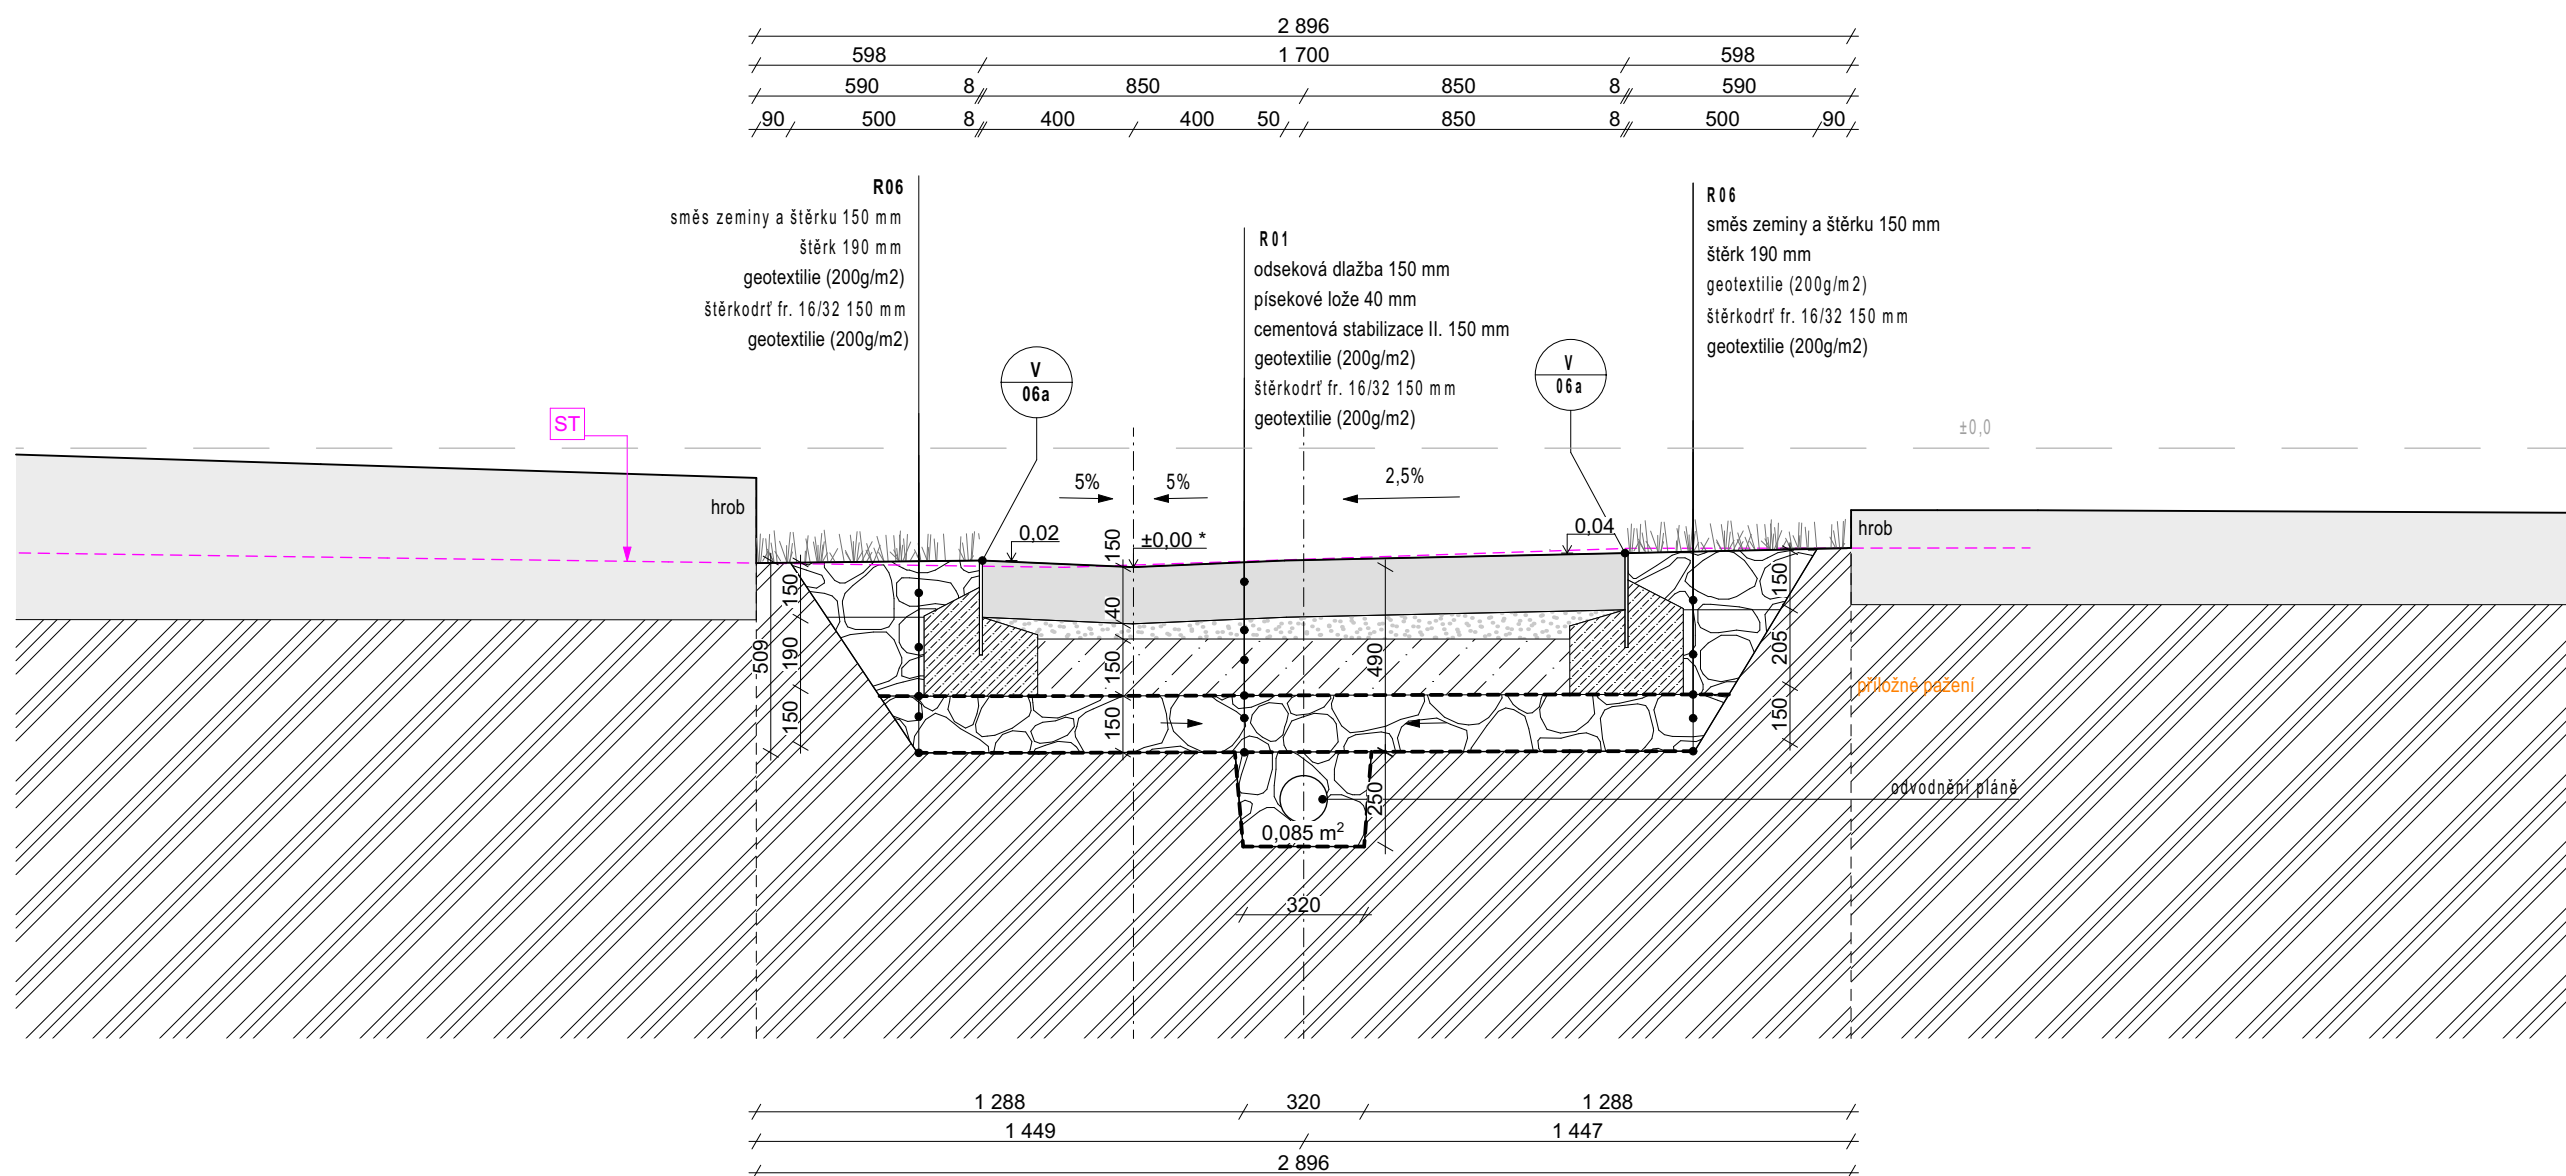 2 896
598 1 700 598
590 8 850 850 8 590
90 500 8 400 400 50 850 8 500 90
R06
směs zeminy a štěrku 150 mm
štěrk 190 mm
geotextilie (200g/m2)
štěrkodrť fr. 16/32 150 mm
geotextilie (200g/m2)
R01
odseková dlažba 150 mm
písekové lože 40 mm
cementová stabilizace II. 150 mm
geotextilie (200g/m2)
štěrkodrť fr. 16/32 150 mm
geotextilie (200g/m2)
R06
směs zeminy a štěrku 150 mm
štěrk 190 mm
geotextilie (200g/m2)
štěrkodrť fr. 16/32 150 mm
geotextilie (200g/m2)
V
06a
V
06a
ST
±0,0
5% 5% 2,5%
hrob
hrob
0,02
±0,00 *
0,04
509
150
190
150
150
40
150
150
490
250
150
205
150
příložné pažení
odvodnění pláně
0,085 m²
320
1 288 320 1 288
1 449 1 447
2 896